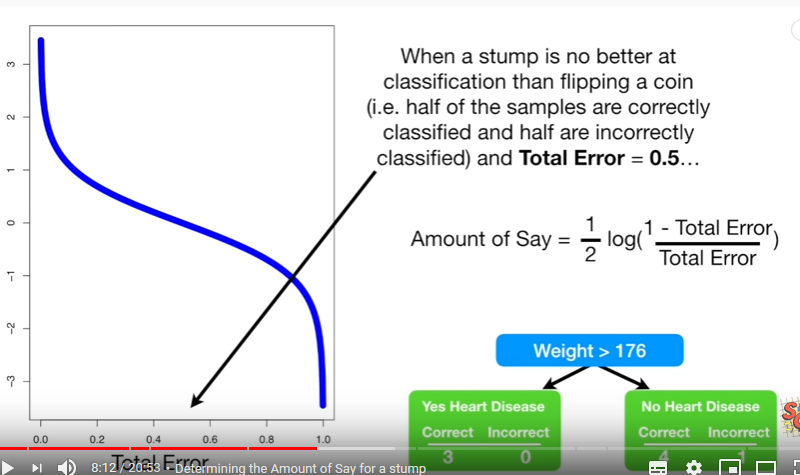 When a stump is no better at
classification than flipping a coin
(i.e. half of the samples are correctly
classified and half are incorrectly
classified) and Total Error = 0.5…
Amount of Say = 1/2 log(1 - Total Error / Total Error)
3
2
1
0
-1
-2
-3
0.0 0.2 0.4 0.6 0.8 1.0
Total Error
Weight > 176
Yes Heart Disease
Correct Incorrect
3 0
No Heart Disease
Correct Incorrect
4 1
8:12 / 20:53 · Determining the Amount of Say for a stump